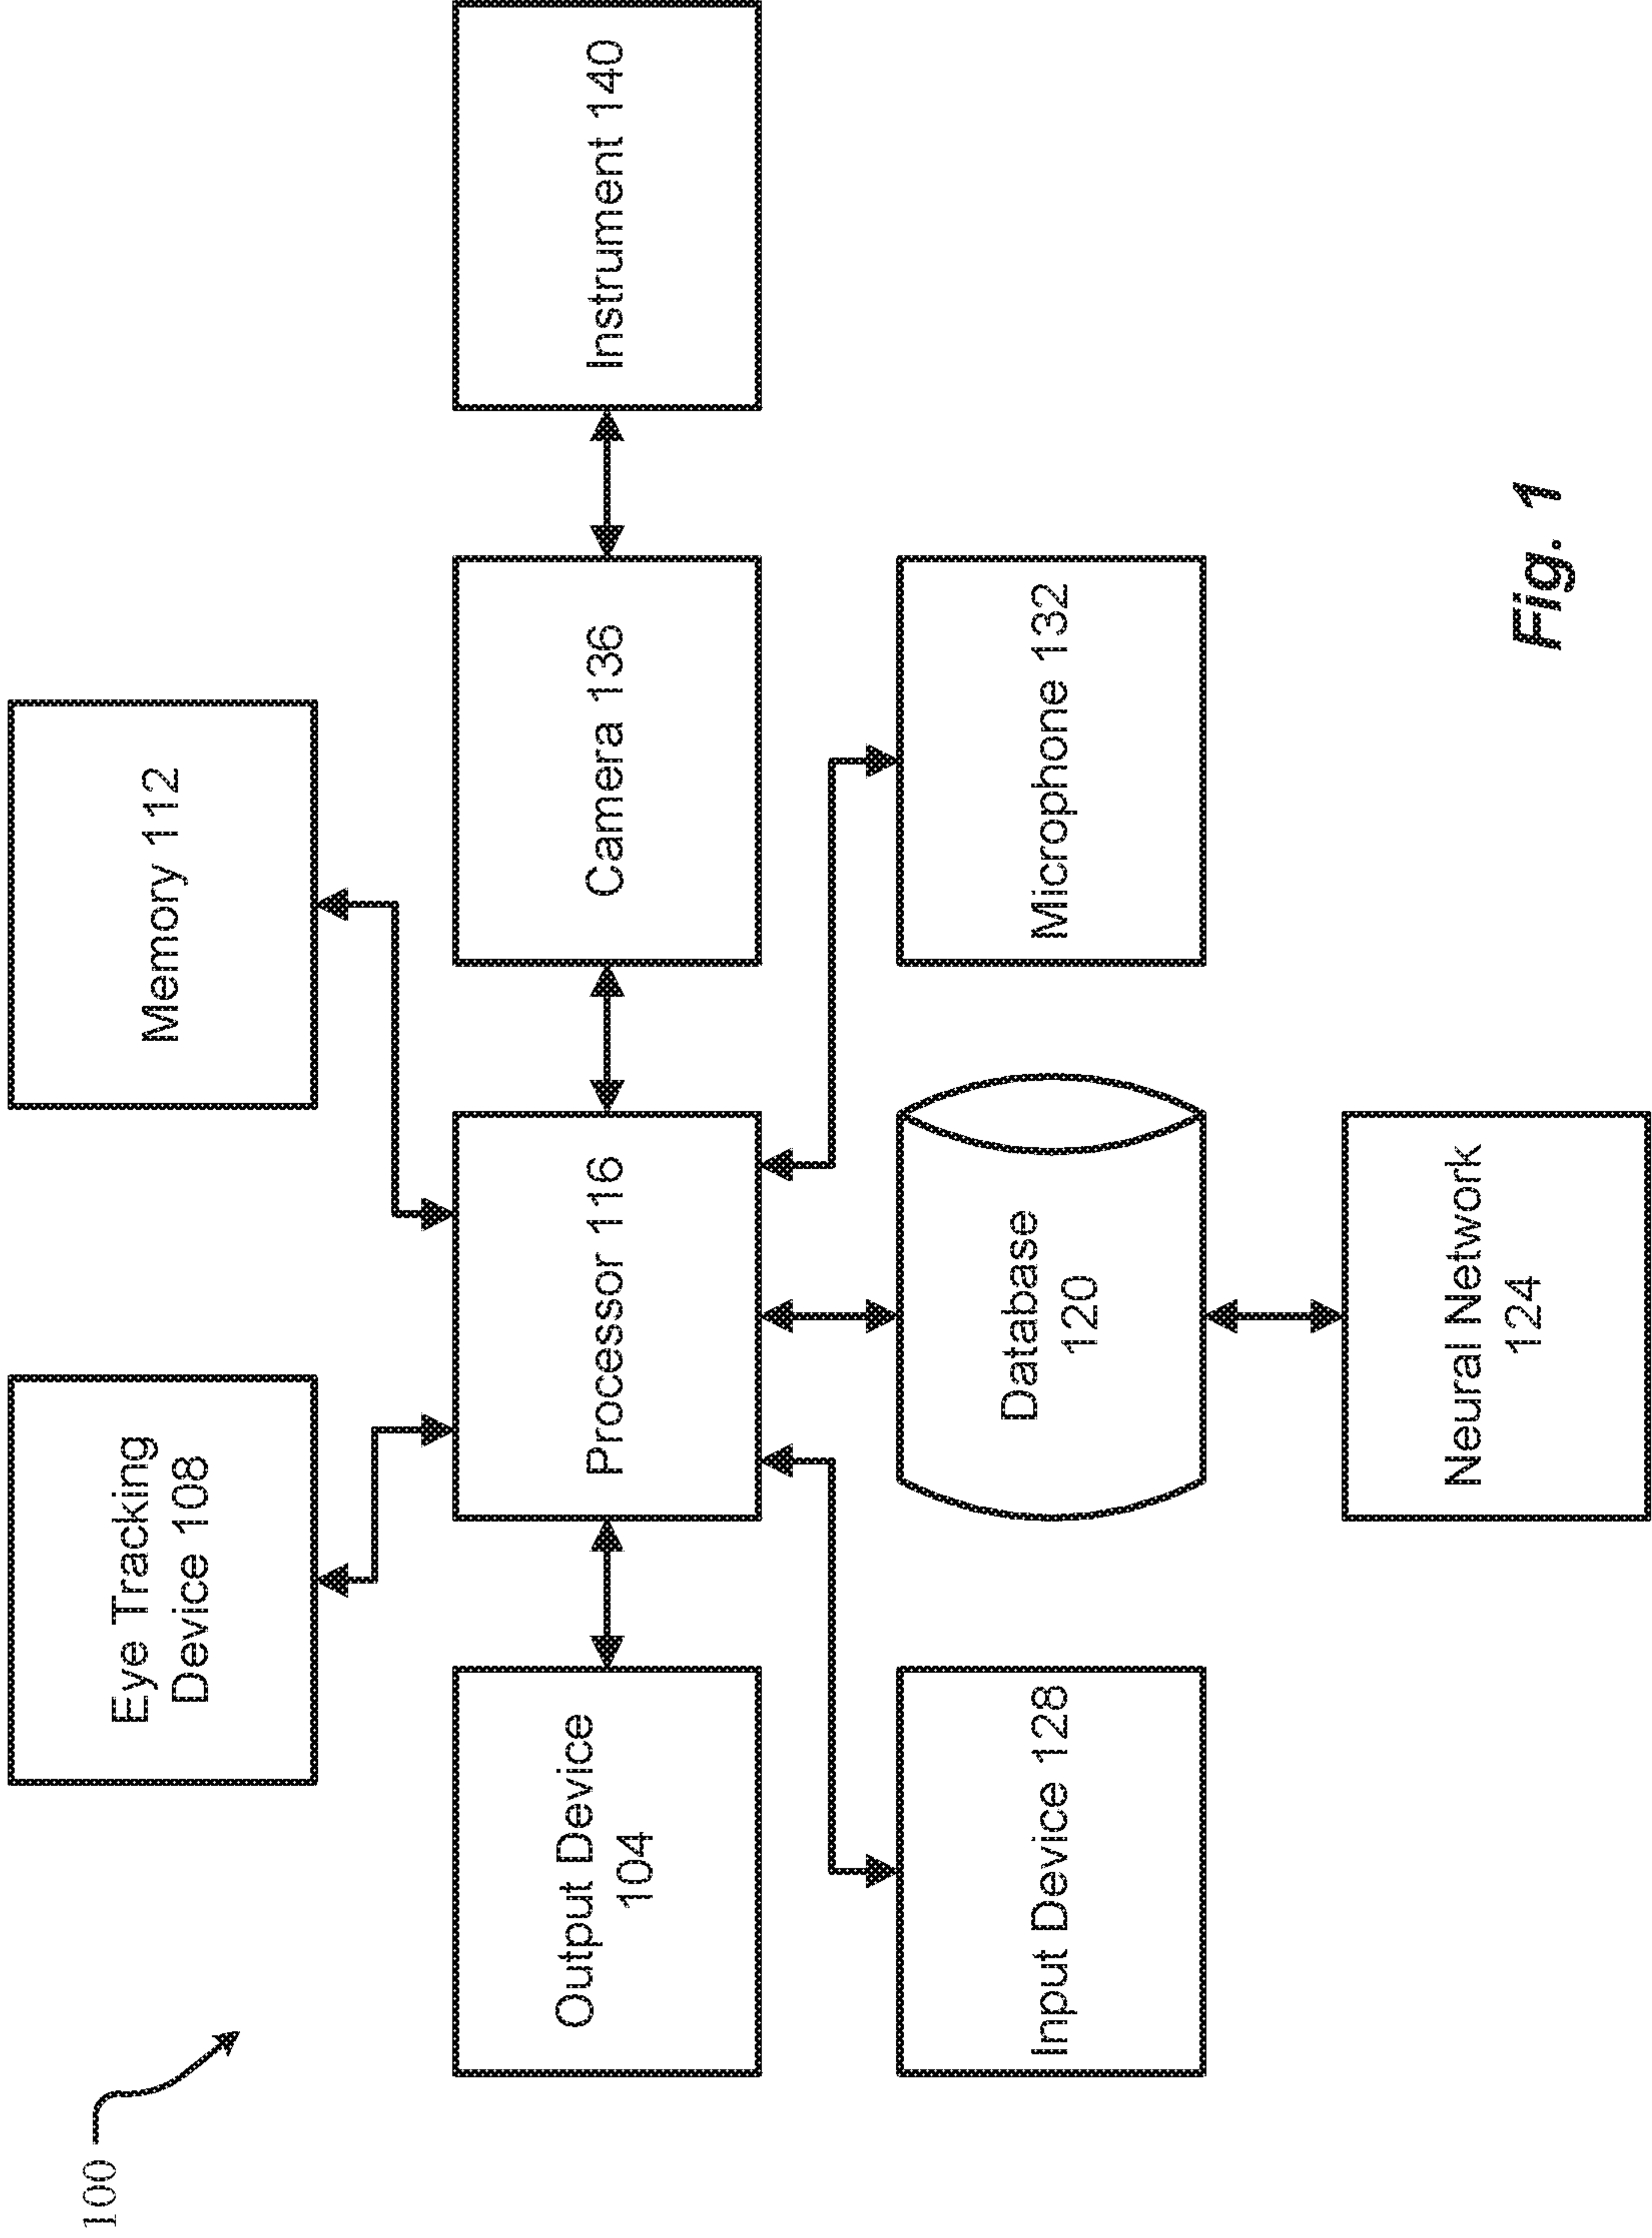 100
Eye Tracking
Device 108
Memory 112
Output Device
104
Processor 116
Camera 136
Instrument 140
Input Device 128
Database
120
Microphone 132
Neural Network
124
Fig. 1